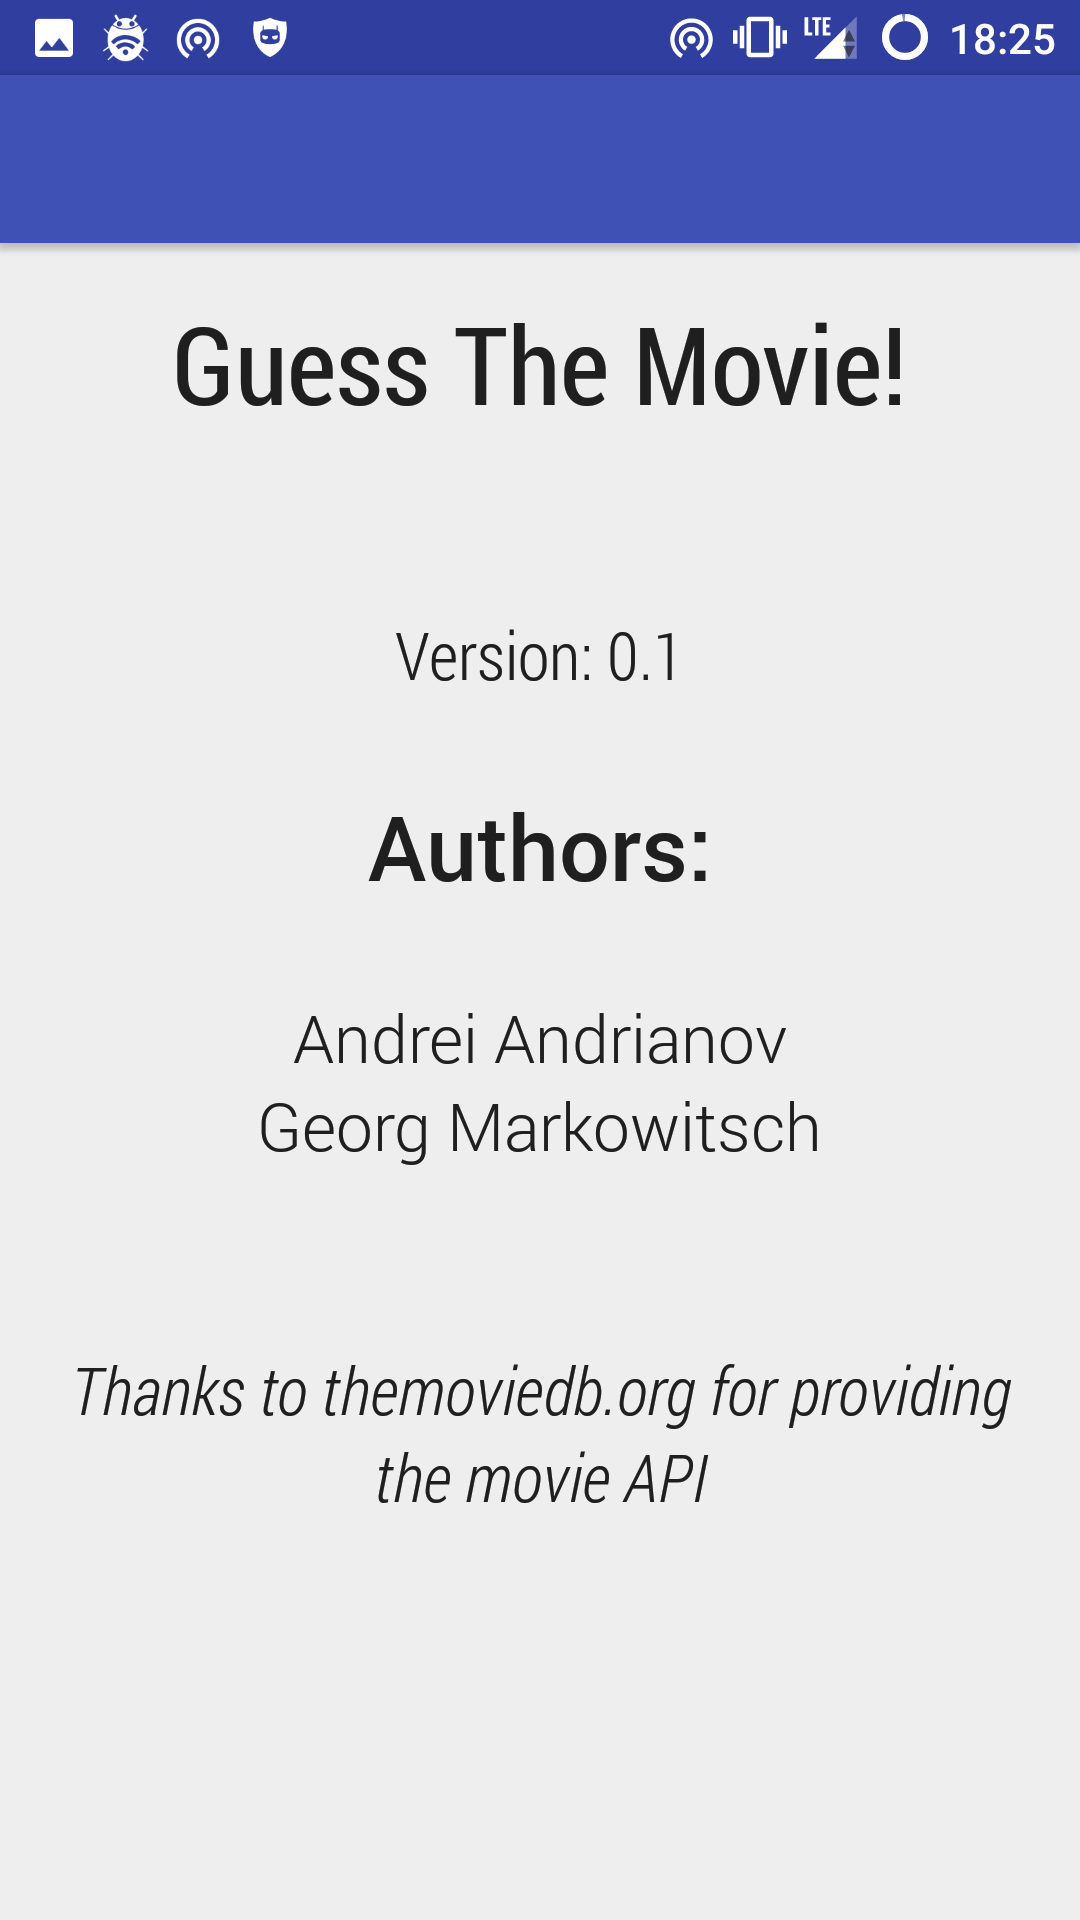 LTE 18:25
Guess The Movie!
Version: 0.1
Authors:
Andrei Andrianov
Georg Markowitsch
Thanks to themoviedb.org for providing
the movie API